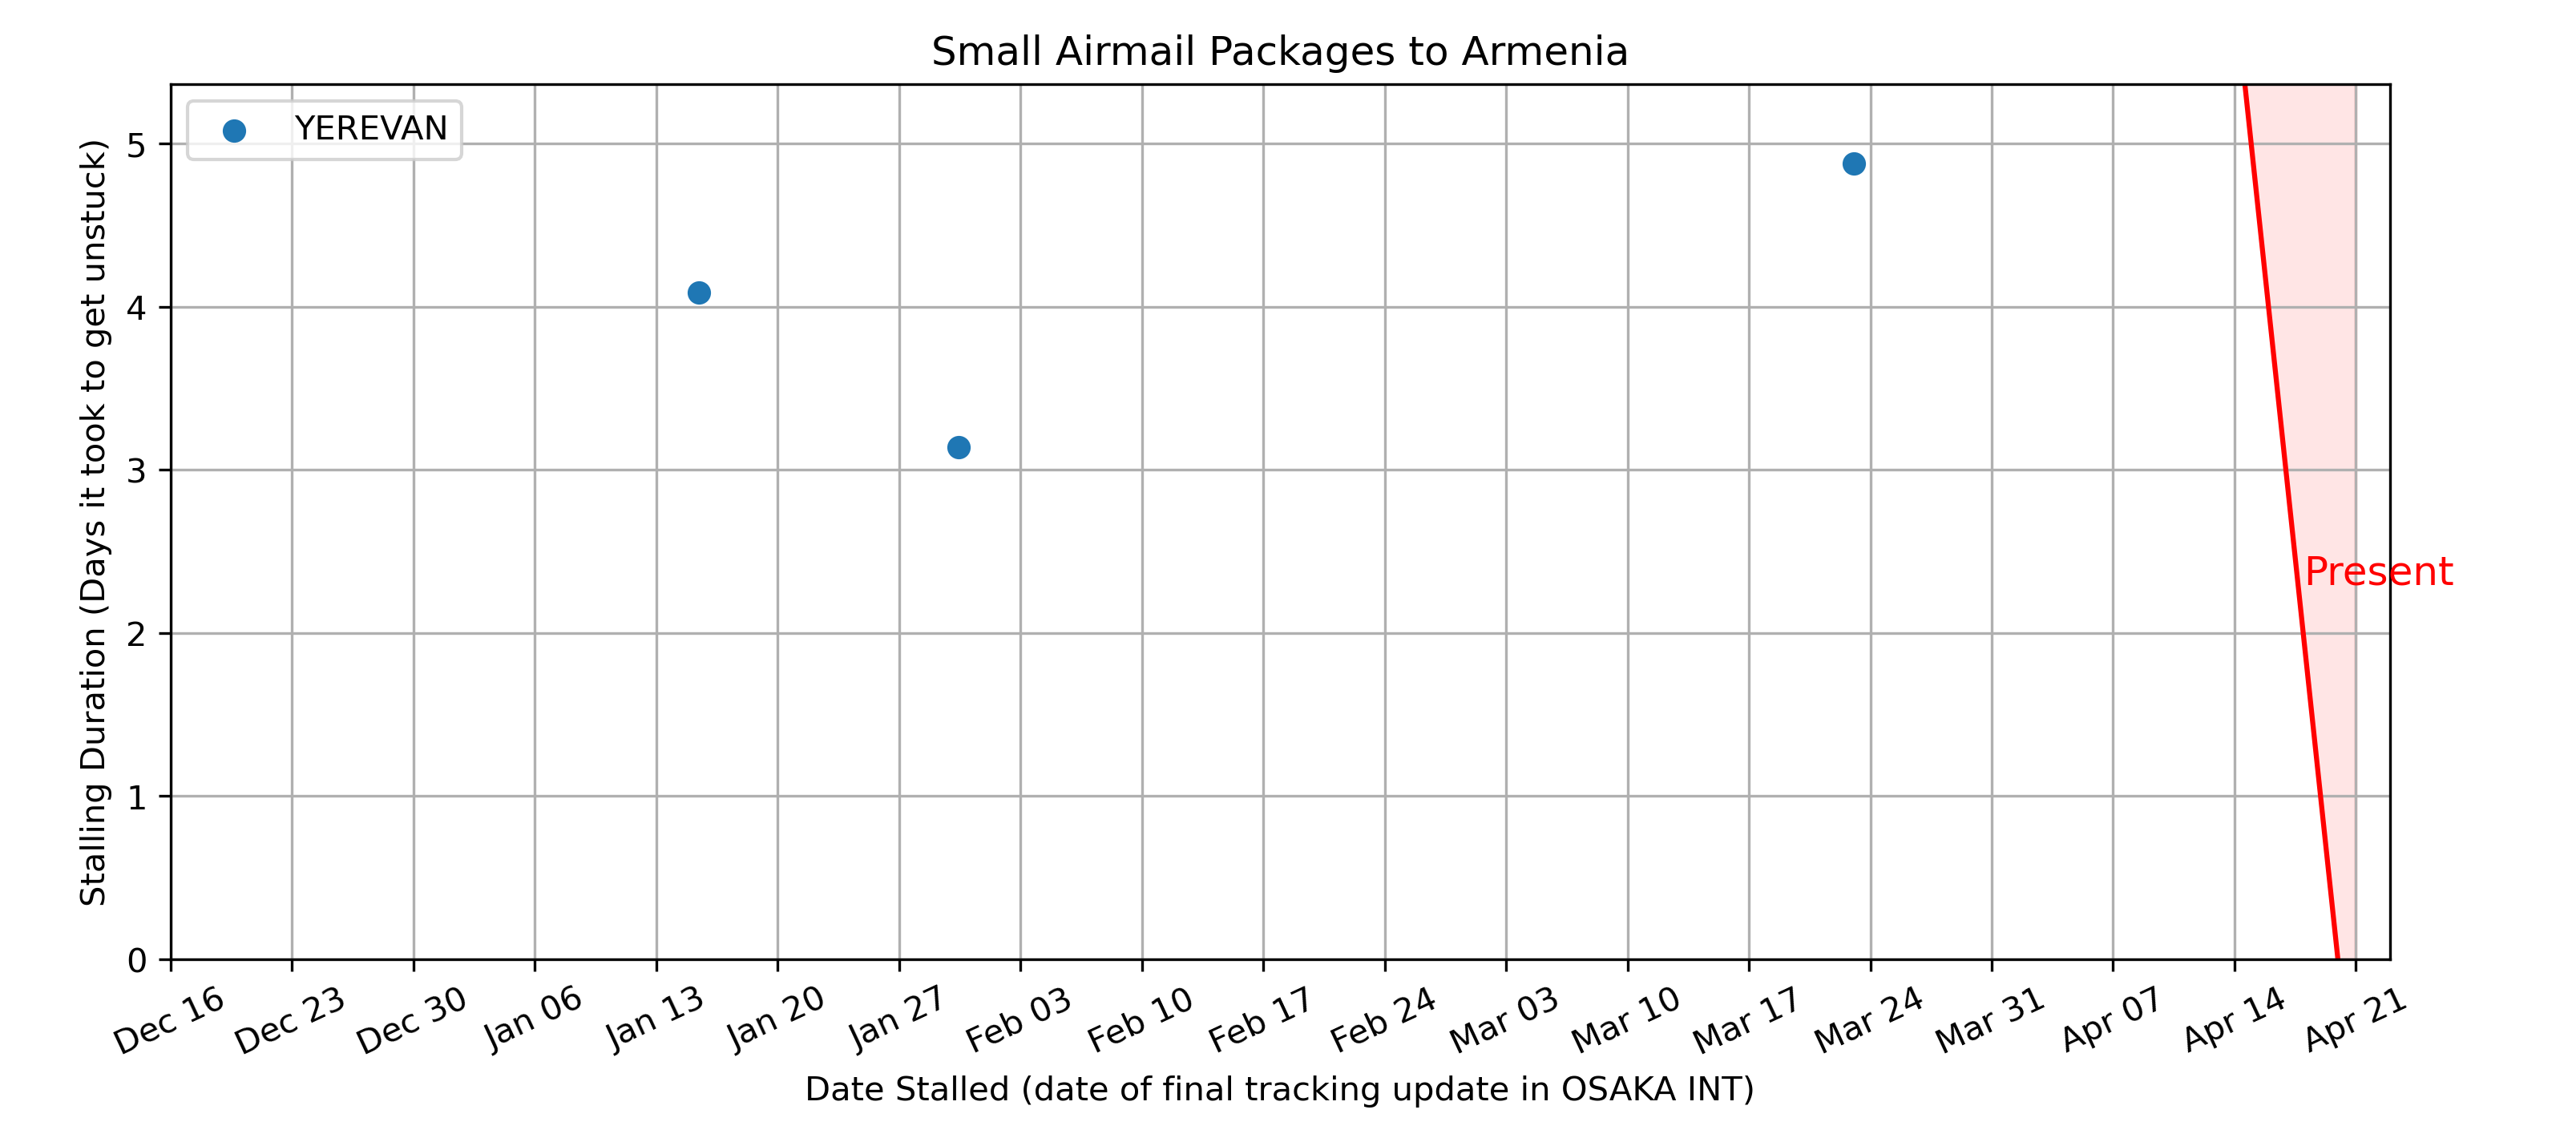 Small Airmail Packages to Armenia
YEREVAN
Stalling Duration (Days it took to get unstuck)
5
4
3
2
1
0
Present
Dec 16 Dec 23 Dec 30 Jan 06 Jan 13 Jan 20 Jan 27 Feb 03 Feb 10 Feb 17 Feb 24 Mar 03 Mar 10 Mar 17 Mar 24 Mar 31 Apr 07 Apr 14 Apr 21
Date Stalled (date of final tracking update in OSAKA INT)